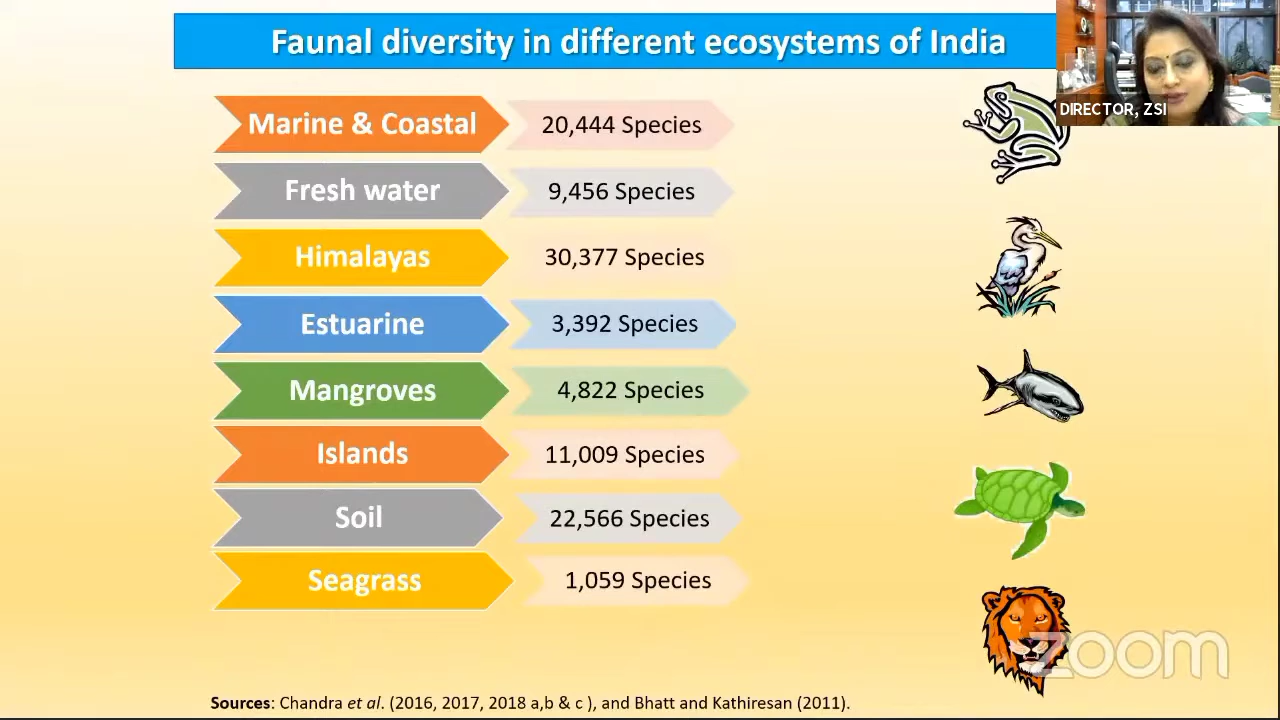 Faunal diversity in different ecosystems of India
DIRECTOR, ZSI
Marine & Coastal
20,444 Species
Fresh water
9,456 Species
Himalayas
30,377 Species
Estuarine
3,392 Species
Mangroves
4,822 Species
Islands
11,009 Species
Soil
22,566 Species
Seagrass
1,059 Species
zoom
Sources: Chandra et al. (2016, 2017, 2018 a,b & c ), and Bhatt and Kathiresan (2011).